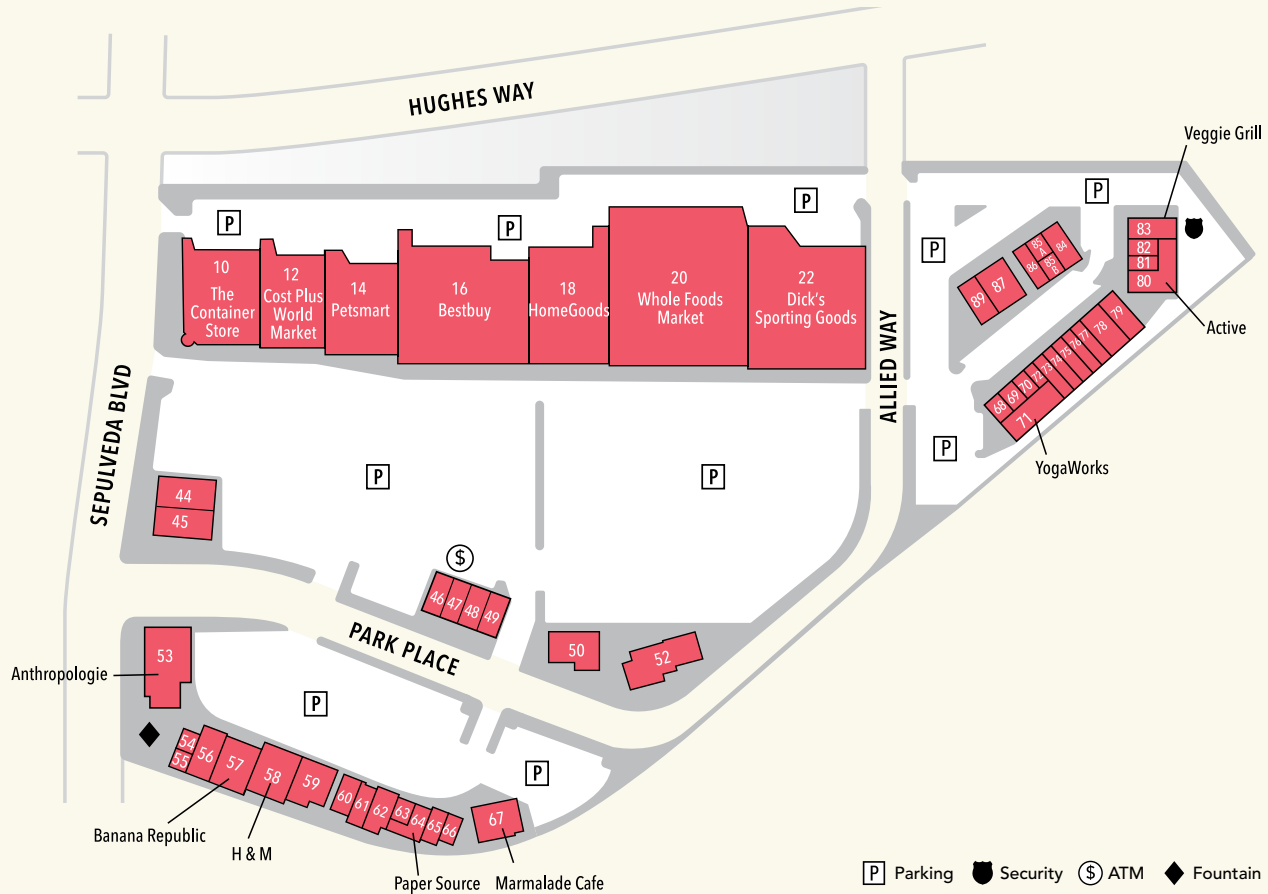 HUGHES WAY
Veggie Grill
P
P
P
P
P
83
82
81
80
85
A
84
86
85
B
89
87
10
The
Container
Store
12
Cost Plus
World
Market
14
Petsmart
16
Bestbuy
18
HomeGoods
20
Whole Foods
Market
22
Dick's
Sporting Goods
Active
ALLIED WAY
SEPULVEDA BLVD
68
69
70
72
73
74
75
76
77
78
79
71
YogaWorks
P
P
P
44
45
$
46
47
48
49
PARK PLACE
50
52
53
Anthropologie
P
P
54
55
56
57
58
59
60
61
62
63
64
65
66
67
Banana Republic
H & M
Paper Source
Marmalade Cafe
P Parking
Security
$ ATM
Fountain